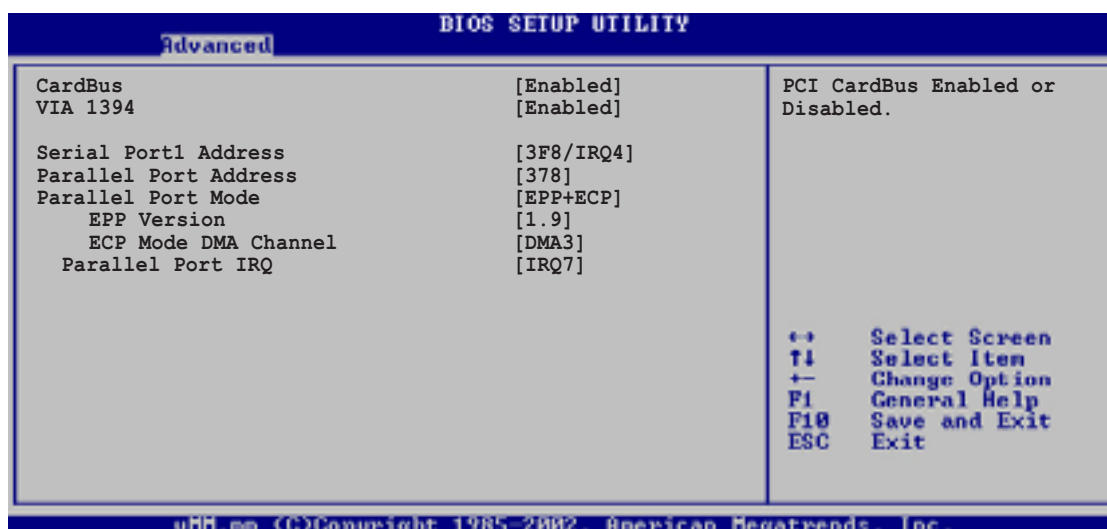 BIOS SETUP UTILITY
Advanced
CardBus [Enabled]
VIA 1394 [Enabled]
Serial Port1 Address [3F8/IRQ4]
Parallel Port Address [378]
Parallel Port Mode [EPP+ECP]
EPP Version [1.9]
ECP Mode DMA Channel [DMA3]
Parallel Port IRQ [IRQ7]
PCI CardBus Enabled or
Disabled.
←→ Select Screen
↑↓ Select Item
+- Change Option
F1 General Help
F10 Save and Exit
ESC Exit
(C)Copyright 1985-2002, American Megatrends, Inc.